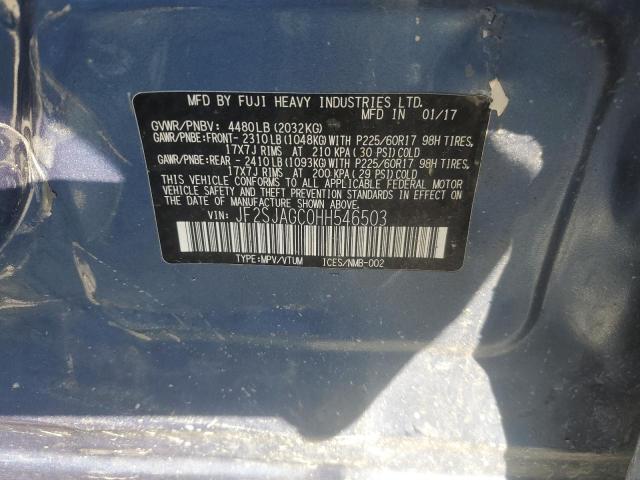 MFD BY FUJI HEAVY INDUSTRIES LTD.
MFD IN 01/17
GVWR/PNBV: 4480LB (2032KG)
GAWR/PNBE:FRONT- 2310LB (1048KG) WITH P225/60R17 98H TIRES,
17X7J RIMS AT 210 KPA (30 PSI) COLD
GAWR/PNBE:REAR - 2410LB (1093KG) WITH P225/60R17 98H TIRES,
17X7J RIMS AT 200 KPA (29 PSI) COLD
THIS VEHICLE CONFORMS TO ALL APPLICABLE FEDERAL MOTOR
VEHICLE SAFETY AND BUMPER STANDARDS IN EFFECT ON
THE DATE OF MANUFACTURE SHOWN ABOVE.
VIN: JF2SJAGC0HH546503
TYPE:MPV/VTUM ICES/NMB-002